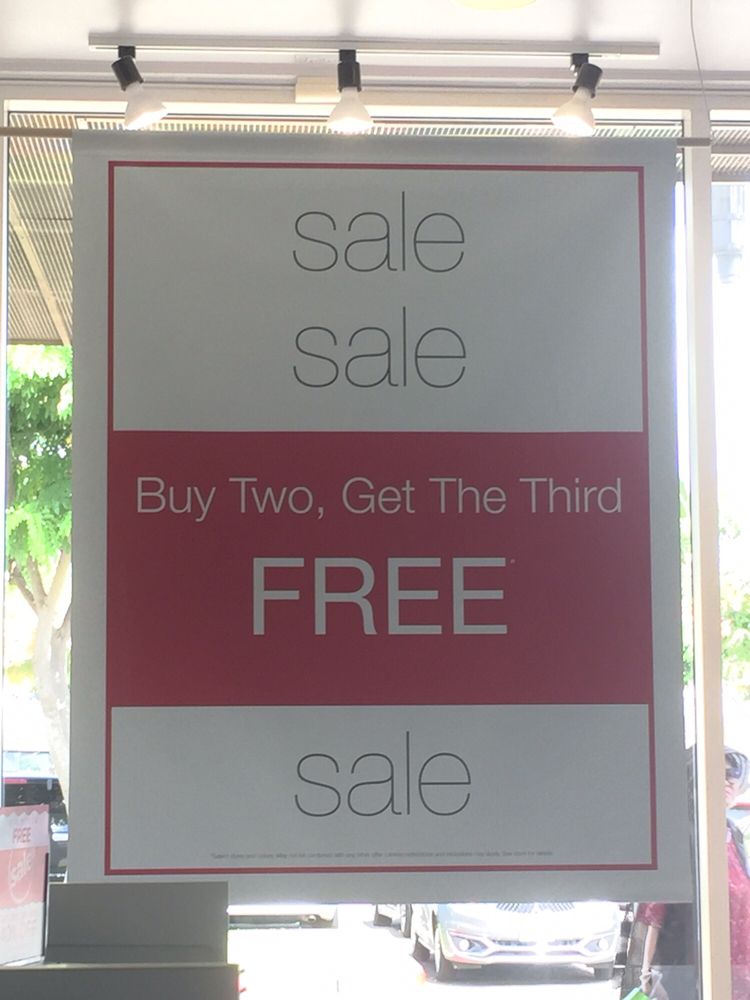 sale
sale
Buy Two, Get The Third
FREE*
sale
FREE
sale